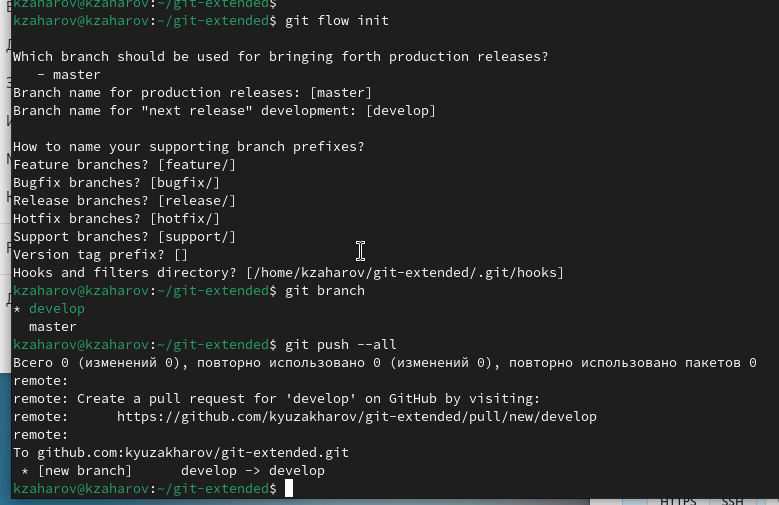 kzaharov@kzaharov:~/git-extended$
kzaharov@kzaharov:~/git-extended$ git flow init

Which branch should be used for bringing forth production releases?
   - master
Branch name for production releases: [master]
Branch name for "next release" development: [develop]

How to name your supporting branch prefixes?
Feature branches? [feature/]
Bugfix branches? [bugfix/]
Release branches? [release/]
Hotfix branches? [hotfix/]
Support branches? [support/]
Version tag prefix? []
Hooks and filters directory? [/home/kzaharov/git-extended/.git/hooks]
kzaharov@kzaharov:~/git-extended$ git branch
* develop
  master
kzaharov@kzaharov:~/git-extended$ git push --all
Всего 0 (изменений 0), повторно использовано 0 (изменений 0), повторно использовано пакетов 0
remote:
remote: Create a pull request for 'develop' on GitHub by visiting:
remote:      https://github.com/kyuzakharov/git-extended/pull/new/develop
remote:
To github.com:kyuzakharov/git-extended.git
 * [new branch]      develop -> develop
kzaharov@kzaharov:~/git-extended$
HTTPS SSH